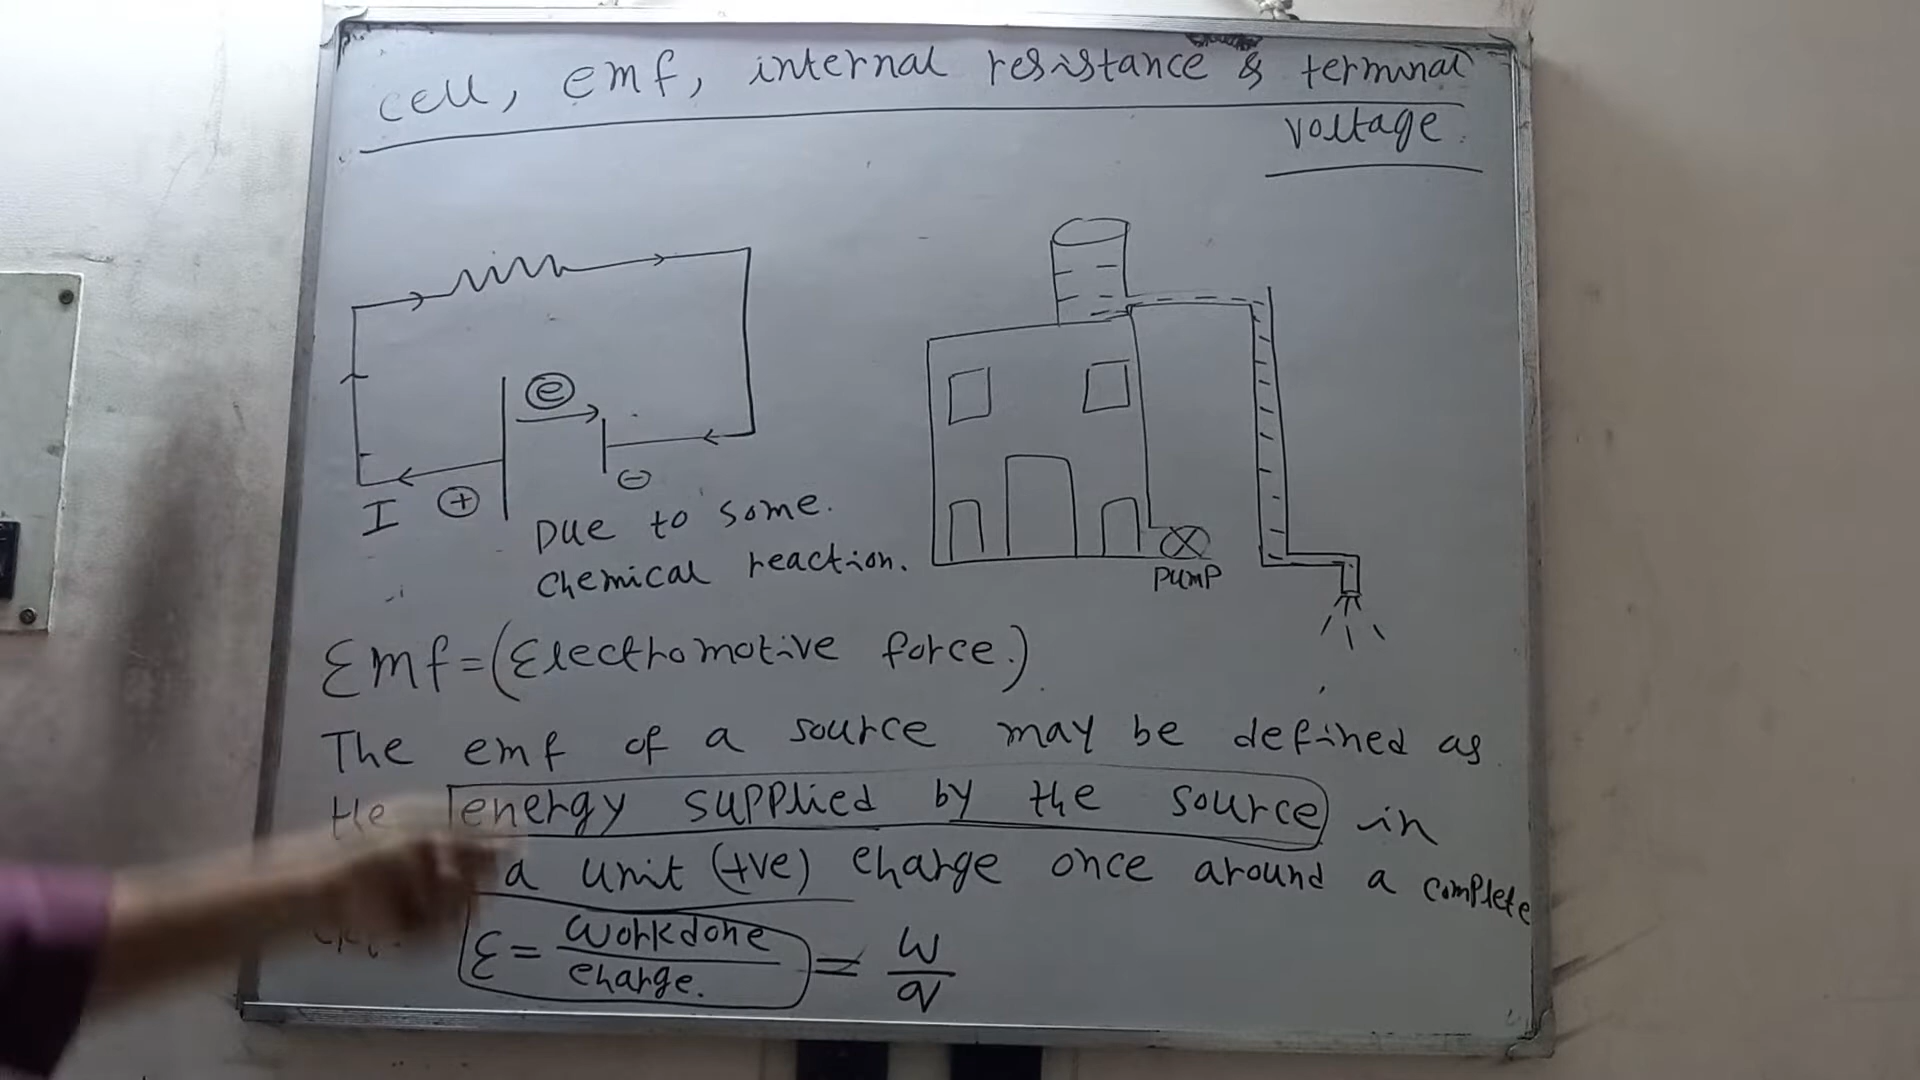 cell, emf, internal resistance & terminal
voltage.
e
I
+
-
Due to some.
chemical reaction.
PUMP
Emf=(Electromotive force.)
The emf of a source may be defined as
the energy supplied by the source in
a unit (+ve) charge once around a complete
ε = workdone / charge. = W / q